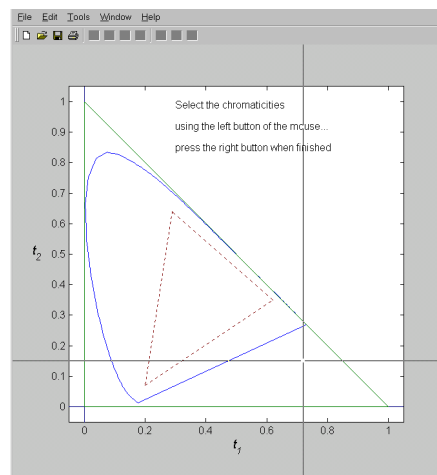 File Edit Tools Window Help
Select the chromaticities
using the left button of the mouse...
press the right button when finished
1
0.9
0.8
0.7
0.6
0.5
0.4
0.3
0.2
0.1
0
t2
0 0.2 0.4 0.6 0.8 1
t1